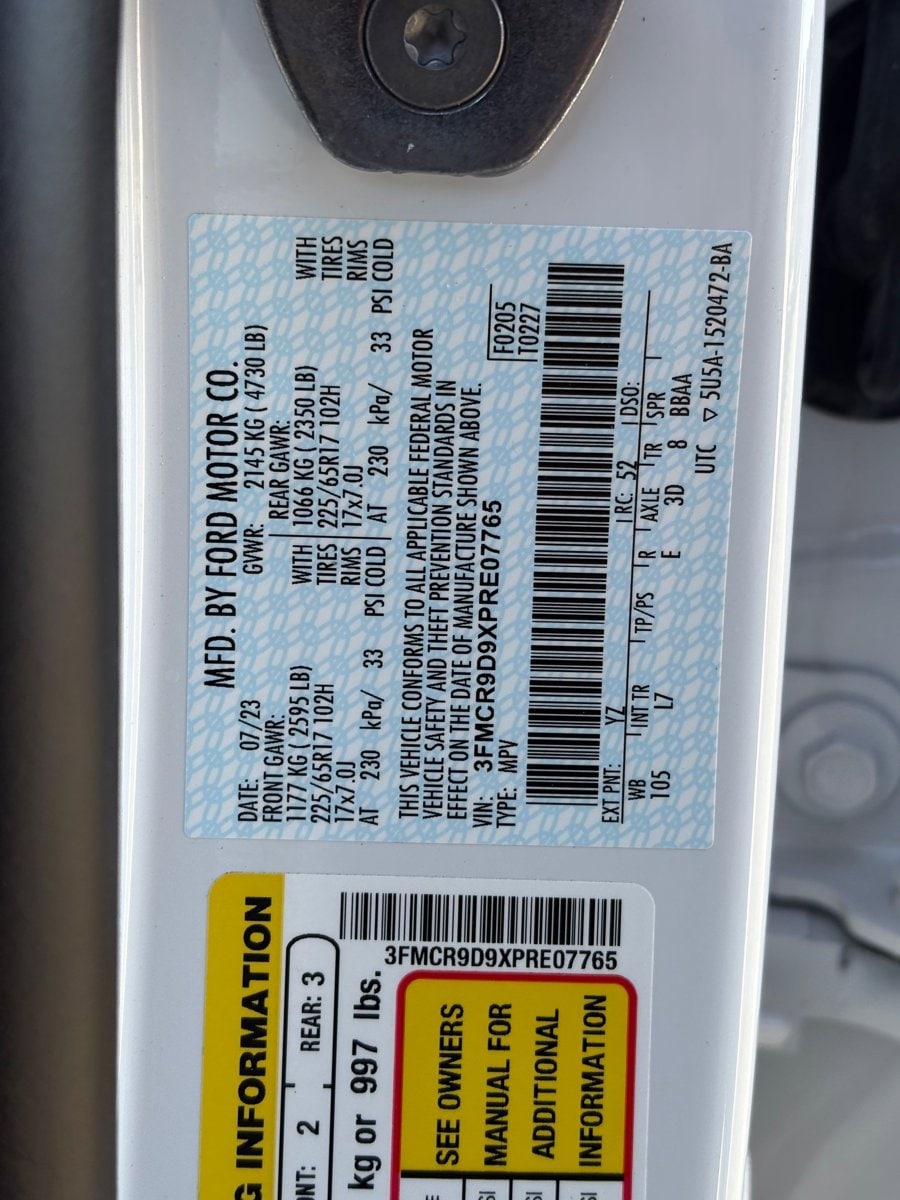 MFD. BY FORD MOTOR CO.
DATE: 07/23 GVWR: 2145 KG ( 4730 LB)
FRONT GAWR: REAR GAWR:
1177 KG ( 2595 LB) WITH 1066 KG ( 2350 LB) WITH
225/65R17 102H TIRES 225/65R17 102H TIRES
17x7.0J RIMS 17x7.0J RIMS
AT 230 kPa/ 33 PSI COLD AT 230 kPa/ 33 PSI COLD
THIS VEHICLE CONFORMS TO ALL APPLICABLE FEDERAL MOTOR
VEHICLE SAFETY AND THEFT PREVENTION STANDARDS IN
EFFECT ON THE DATE OF MANUFACTURE SHOWN ABOVE.
VIN: 3FMCR9D9XPRE07765 F0205
TYPE: MPV T0227
EXT PNT: YZ RC: 52 DSO:
WB INT TR TP/PS R AXLE TR SPR
105 L7 E 3D 8 BBAA
UTC ▽ 5U5A-1520472-BA
G INFORMATION
NT: 2 REAR: 3
kg or 997 lbs.
3FMCR9D9XPRE07765
SEE OWNERS
MANUAL FOR
ADDITIONAL
INFORMATION